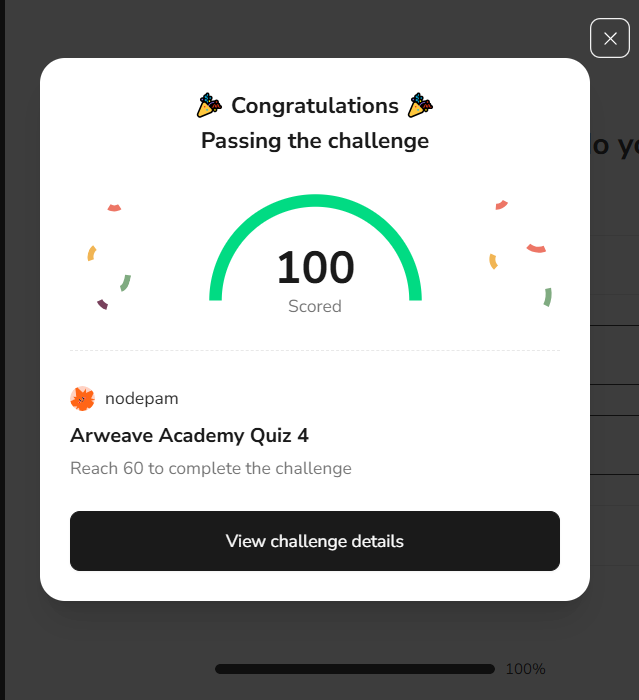 🎉 Congratulations 🎉
Passing the challenge
100
Scored
nodepam
Arweave Academy Quiz 4
Reach 60 to complete the challenge
View challenge details
100%